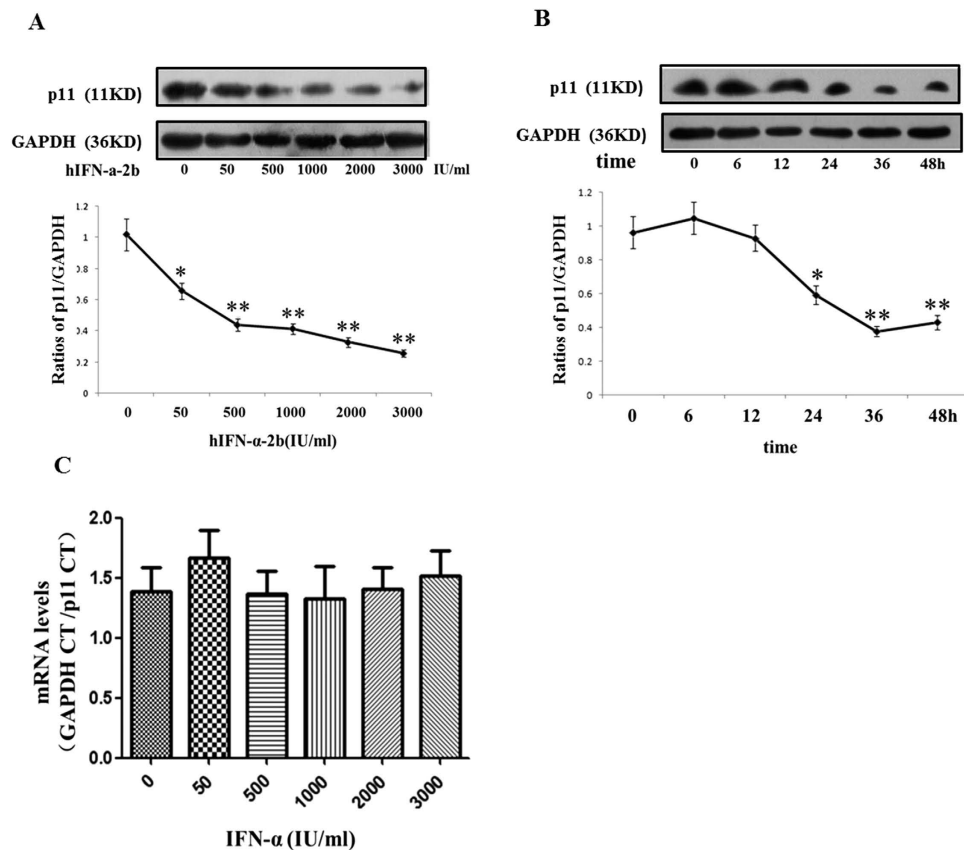 A
p11 (11KD)
GAPDH (36KD)
hIFN-a-2b 0 50 500 1000 2000 3000 IU/ml
Ratios of p11/GAPDH
1.2
1
0.8
0.6
0.4
0.2
0
*
**
**
**
**
0 50 500 1000 2000 3000
hIFN-α-2b(IU/ml)
B
p11 (11KD)
GAPDH (36KD)
time 0 6 12 24 36 48h
Ratios of p11/GAPDH
1.2
1
0.8
0.6
0.4
0.2
0
*
**
**
0 6 12 24 36 48h
time
C
mRNA levels
(GAPDH CT /p11 CT)
2.0
1.5
1.0
0.5
0.0
0 50 500 1000 2000 3000
IFN-α (IU/ml)